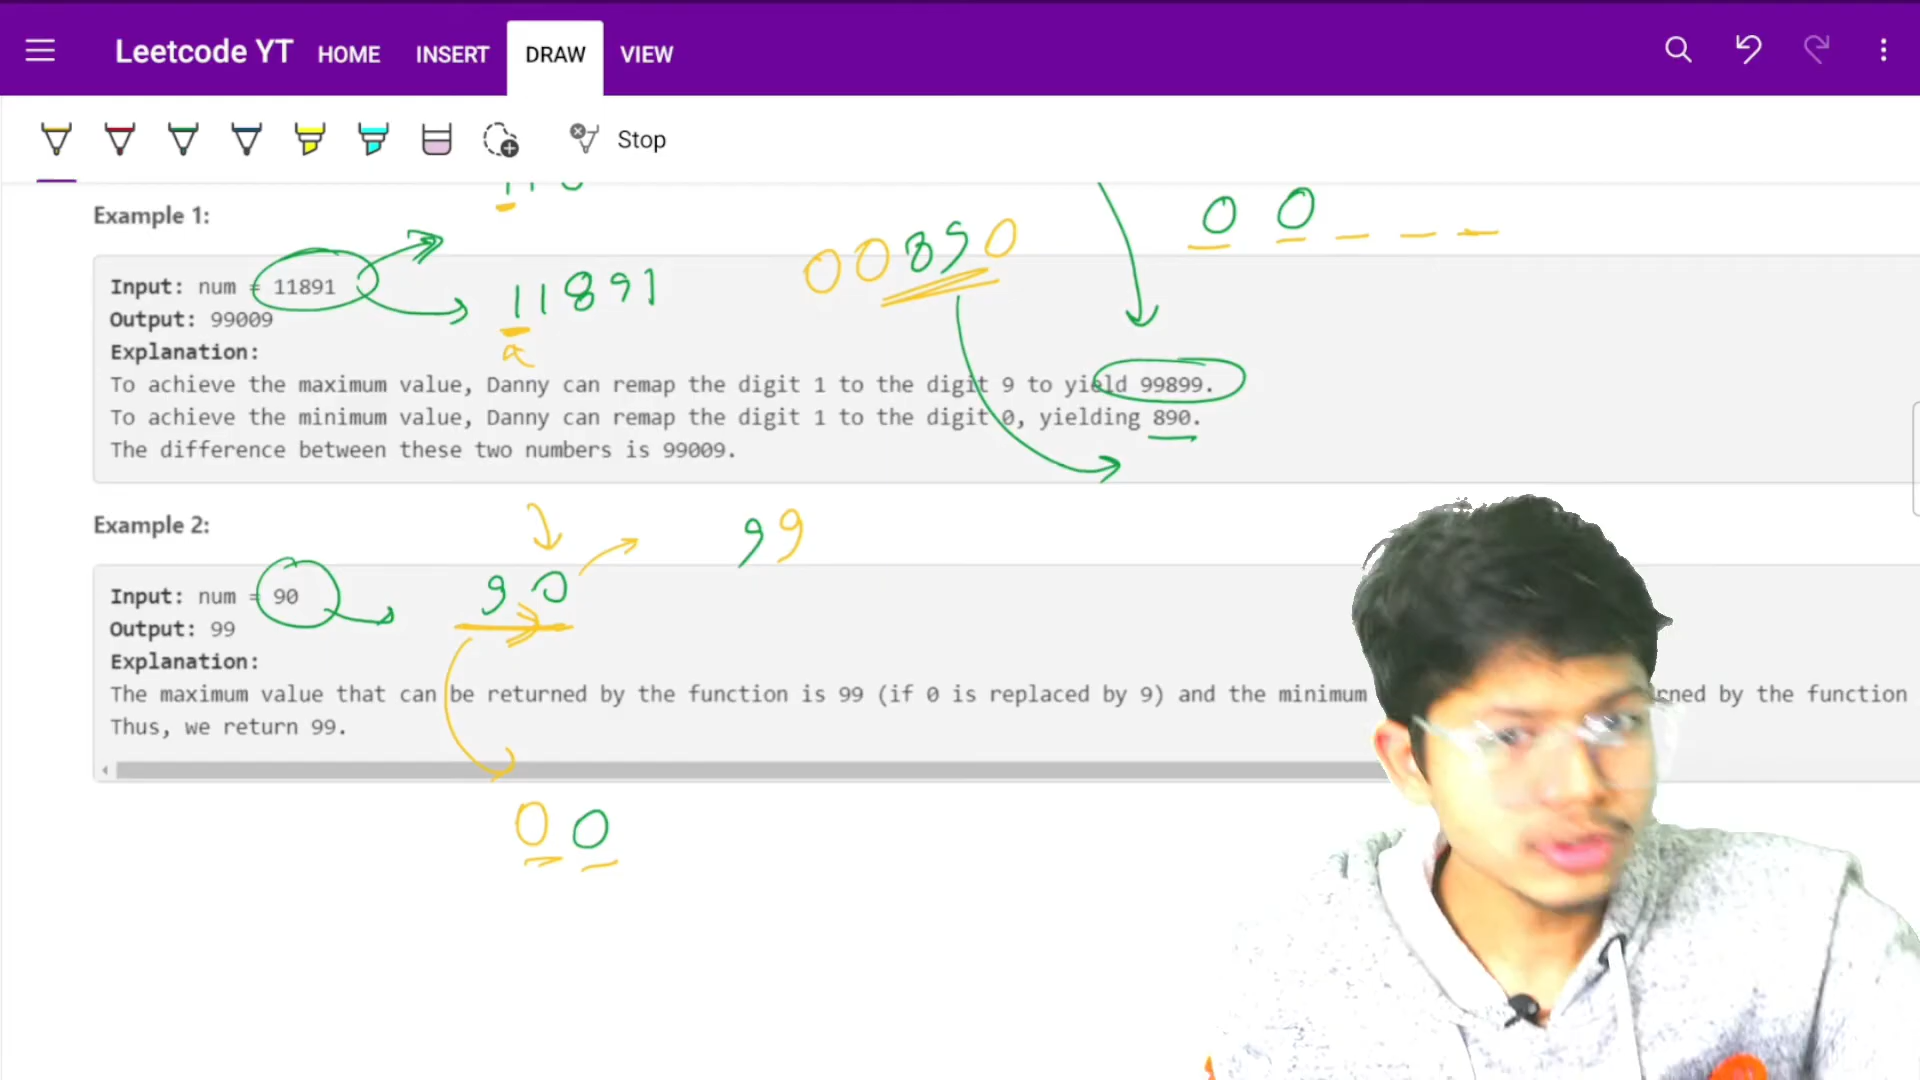 Leetcode YT HOME INSERT DRAW VIEW
Stop
Example 1:
0 0
00890
Input: num = 11891
11891
Output: 99009
Explanation:
To achieve the maximum value, Danny can remap the digit 1 to the digit 9 to yield 99899.
To achieve the minimum value, Danny can remap the digit 1 to the digit 0, yielding 890.
The difference between these two numbers is 99009.
Example 2:
99
Input: num = 90
90
Output: 99
Explanation:
The maximum value that can be returned by the function is 99 (if 0 is replaced by 9) and the minimum by the function
Thus, we return 99.
00